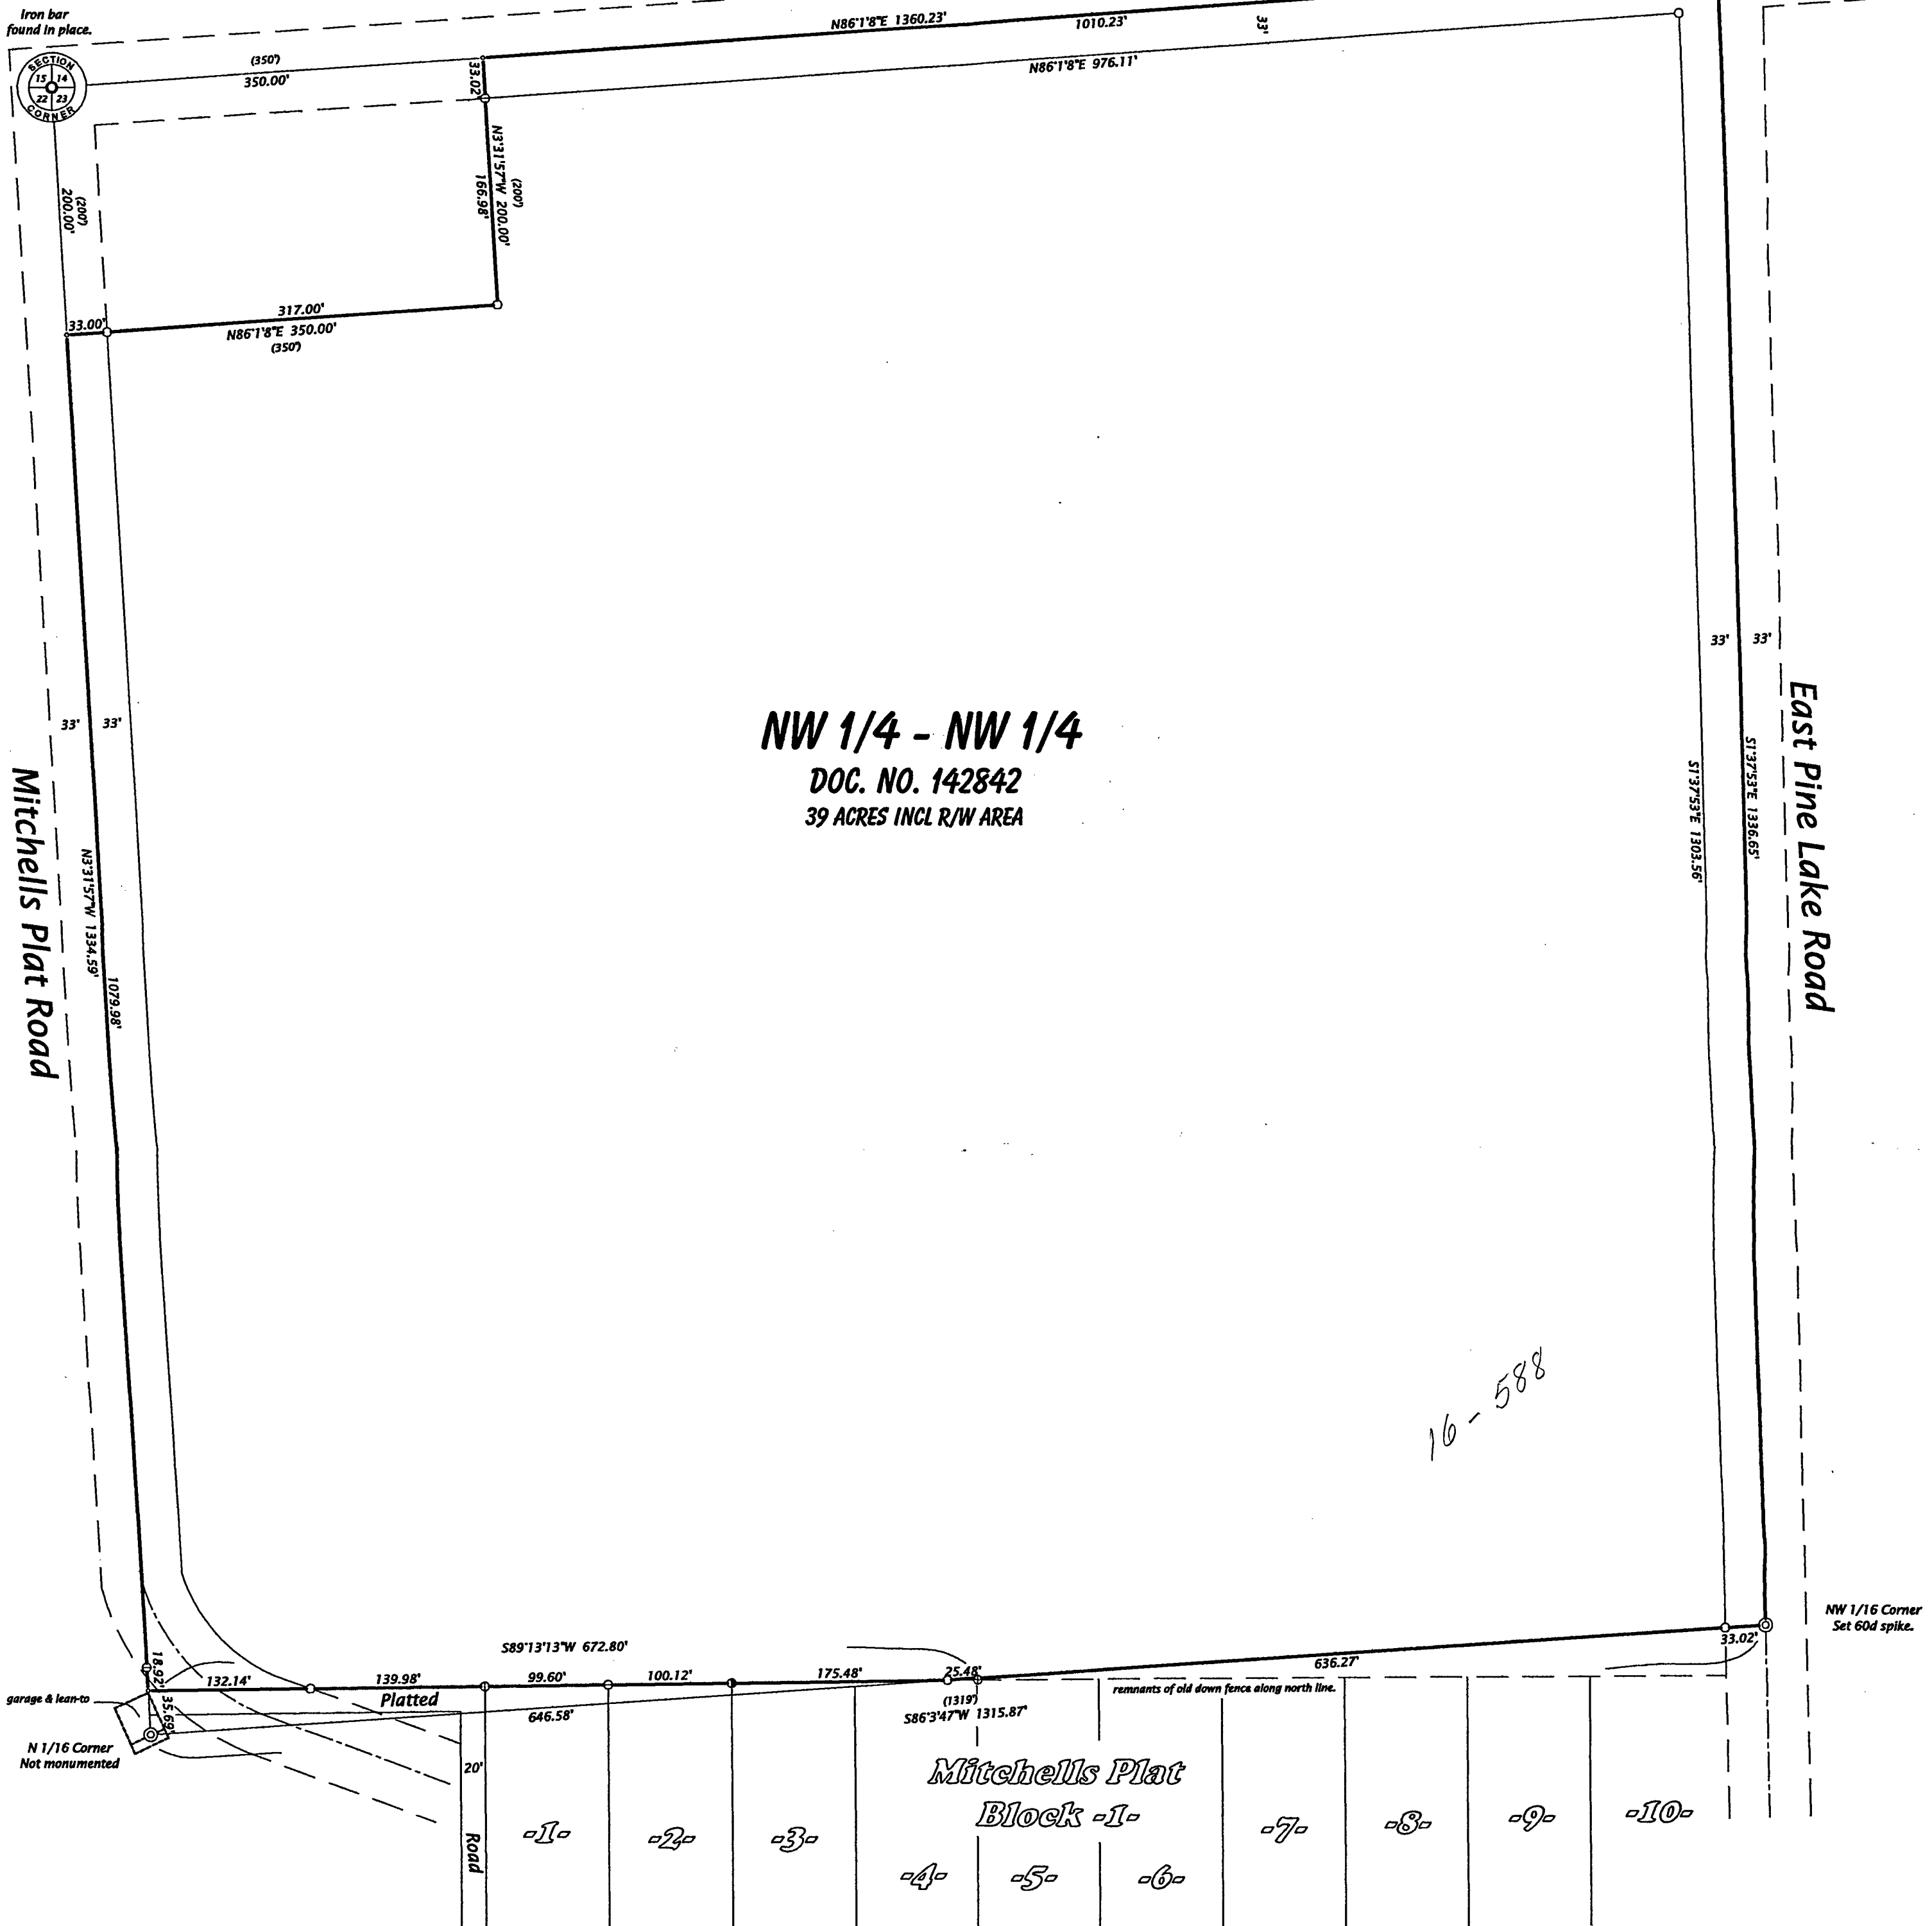 Iron bar
found in place.
SECTION
15 14
22 23
CORNER
(350')
350.00'
N86°1'8"E 1360.23'
1010.23'
33'
N86°1'8"E 976.11'
33.02'
(200')
N3°31'57"W 200.00'
166.98'
(200')
200.00'
33.00'
317.00'
N86°1'8"E 350.00'
(350')
33'
33'
33'
33'
NW 1/4 - NW 1/4
DOC. NO. 142842
39 ACRES INCL R/W AREA
Mitchells Plat Road
N3°31'57"W 1334.59'
1079.98'
S1°37'53"E 1303.56'
S1°37'53"E 1336.65'
East Pine Lake Road
16-588
NW 1/16 Corner
Set 60d spike.
33.02'
S89°13'13"W 672.80'
18.92'
132.14'
139.98'
99.60'
100.12'
175.48'
25.48'
636.27'
garage & lean-to
35.69'
Platted
646.58'
(1319')
S86°3'47"W 1315.87'
remnants of old down fence along north line.
N 1/16 Corner
Not monumented
20'
Road
Mitchells Plat
Block -1-
-1-
-2-
-3-
-4-
-5-
-6-
-7-
-8-
-9-
-10-